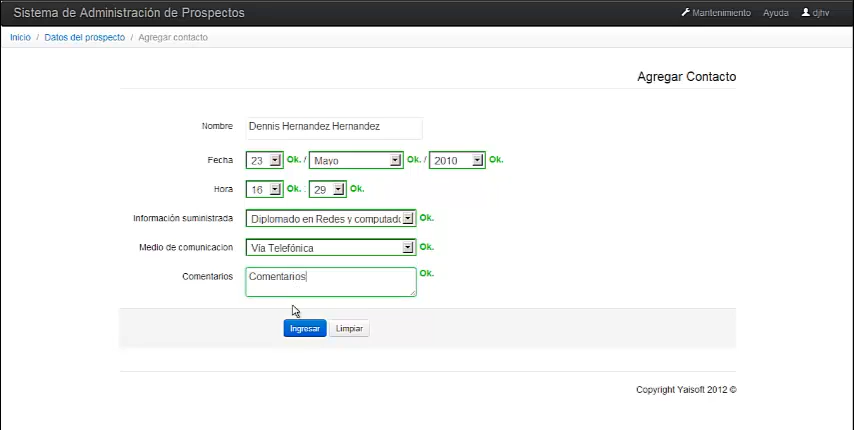 Sistema de Administración de Prospectos Mantenimiento Ayuda djhv
Inicio / Datos del prospecto / Agregar contacto
Agregar Contacto
Nombre Dennis Hernandez Hernandez
Fecha 23 Ok. / Mayo Ok. / 2010 Ok.
Hora 16 Ok. : 29 Ok.
Información suministrada Diplomado en Redes y computado Ok.
Medio de comunicacion Vía Telefónica Ok.
Comentarios Comentarios Ok.
Ingresar Limpiar
Copyright Yaisoft 2012 ©